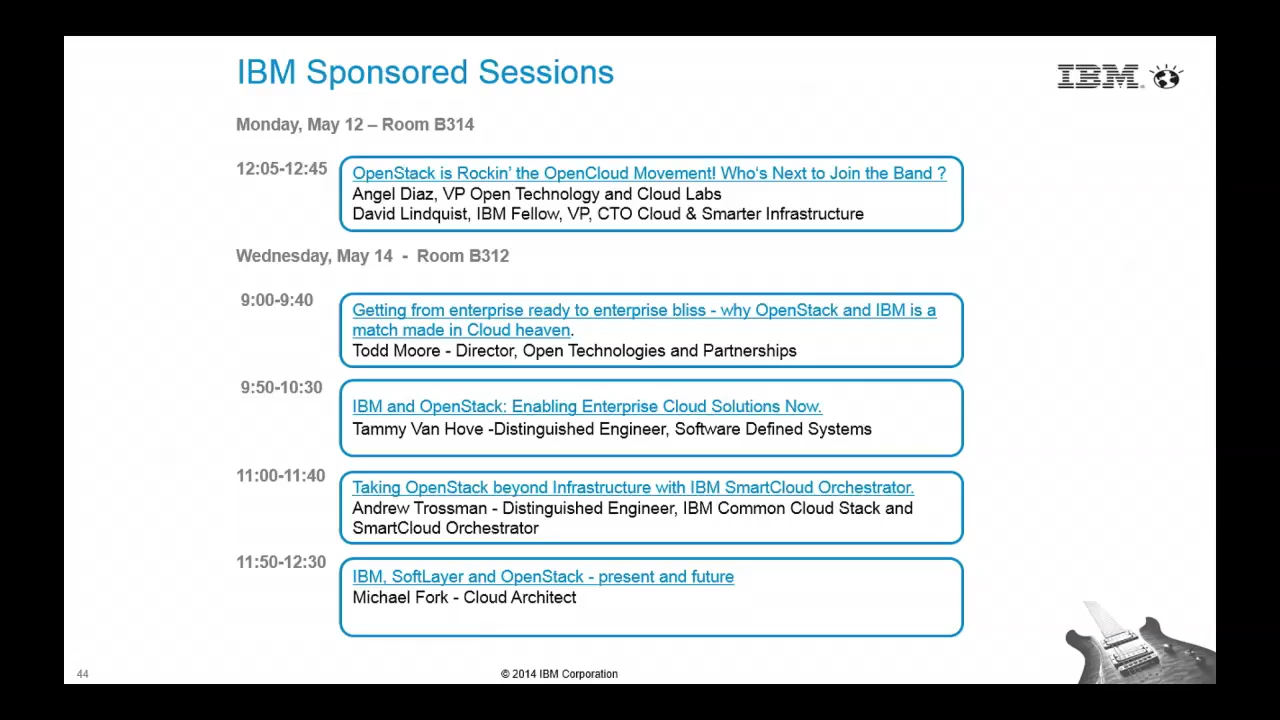 IBM Sponsored Sessions
IBM.
Monday, May 12 – Room B314
12:05-12:45
OpenStack is Rockin’ the OpenCloud Movement! Who‘s Next to Join the Band ?
Angel Diaz, VP Open Technology and Cloud Labs
David Lindquist, IBM Fellow, VP, CTO Cloud & Smarter Infrastructure
Wednesday, May 14 - Room B312
9:00-9:40
Getting from enterprise ready to enterprise bliss - why OpenStack and IBM is a
match made in Cloud heaven.
Todd Moore - Director, Open Technologies and Partnerships
9:50-10:30
IBM and OpenStack: Enabling Enterprise Cloud Solutions Now.
Tammy Van Hove -Distinguished Engineer, Software Defined Systems
11:00-11:40
Taking OpenStack beyond Infrastructure with IBM SmartCloud Orchestrator.
Andrew Trossman - Distinguished Engineer, IBM Common Cloud Stack and
SmartCloud Orchestrator
11:50-12:30
IBM, SoftLayer and OpenStack - present and future
Michael Fork - Cloud Architect
44
© 2014 IBM Corporation